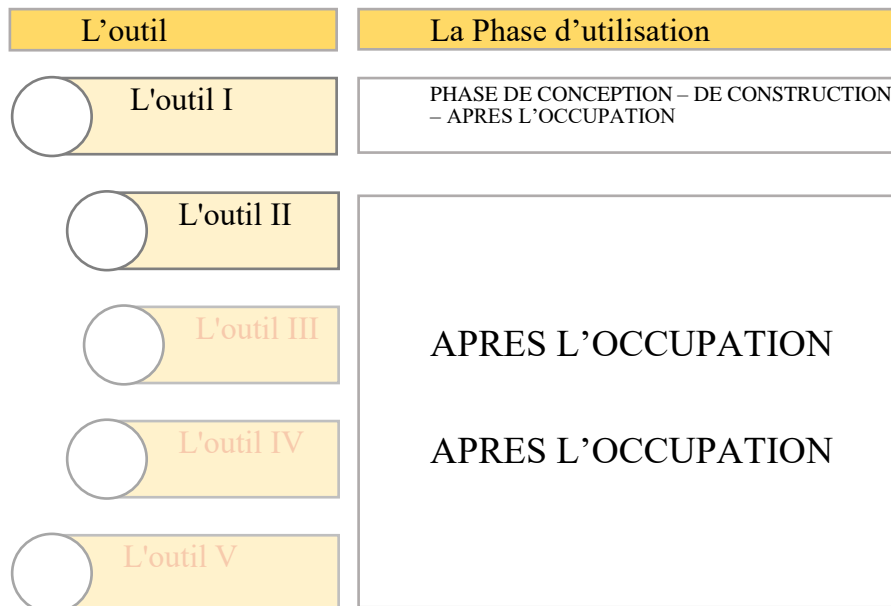 L’outil
La Phase d’utilisation
L'outil I
PHASE DE CONCEPTION – DE CONSTRUCTION
– APRES L’OCCUPATION
L'outil II
L'outil III
APRES L’OCCUPATION
L'outil IV
APRES L’OCCUPATION
L'outil V